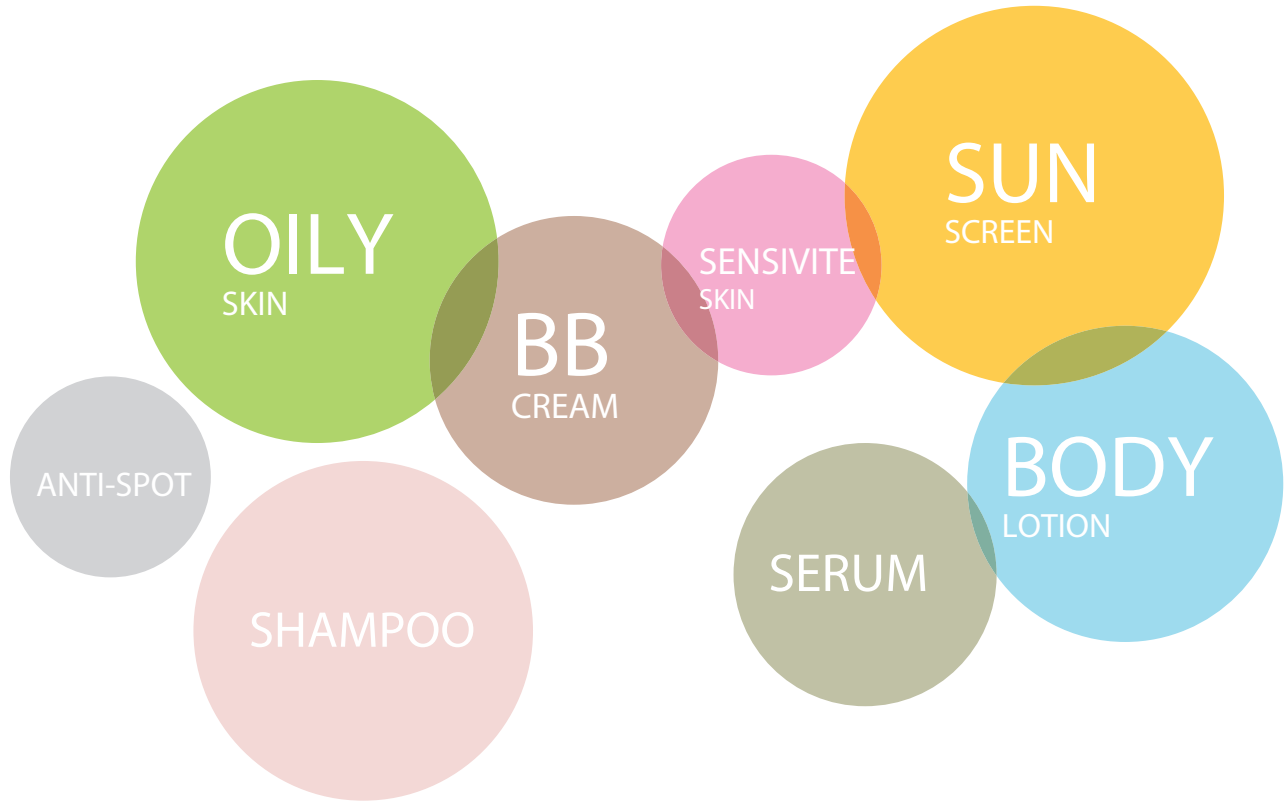 OILY
SKIN
BB
CREAM
SENSIVITE
SKIN
SUN
SCREEN
ANTI-SPOT
SHAMPOO
SERUM
BODY
LOTION